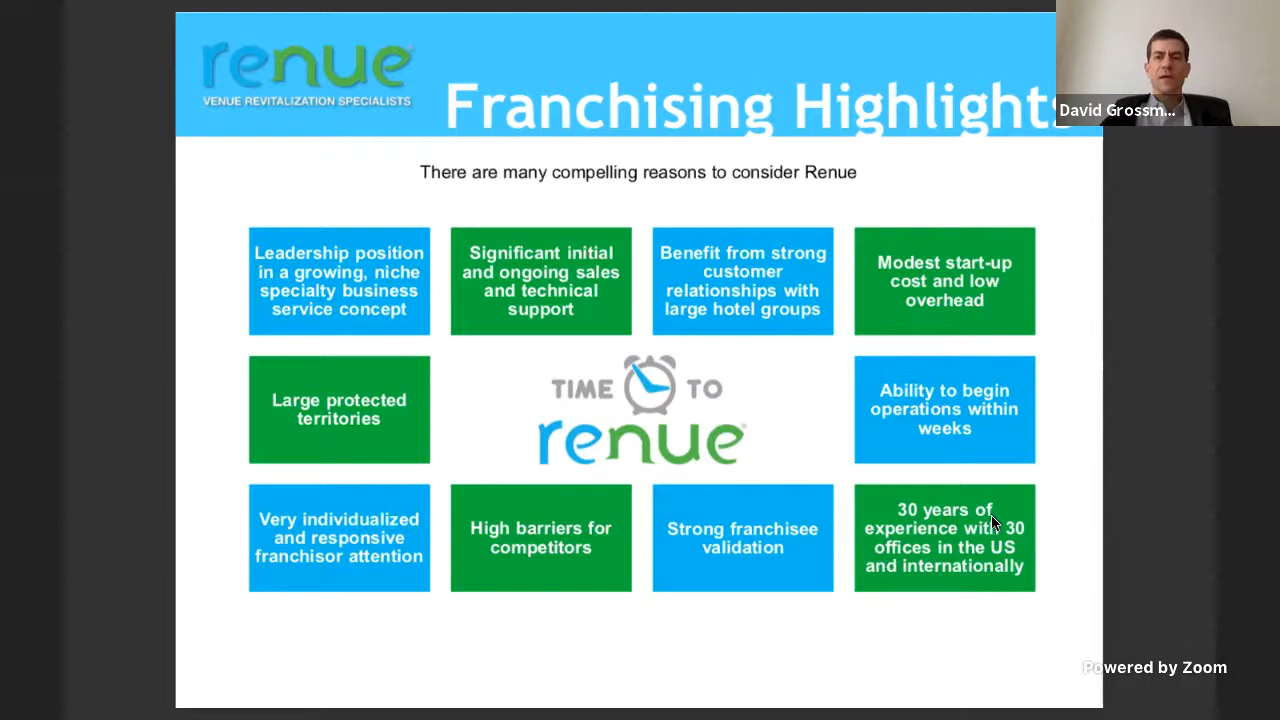 renue
VENUE REVITALIZATION SPECIALISTS
Franchising Highlights
David Grossm...
There are many compelling reasons to consider Renue
Leadership position
in a growing, niche
specialty business
service concept
Significant initial
and ongoing sales
and technical
support
Benefit from strong
customer
relationships with
large hotel groups
Modest start-up
cost and low
overhead
Large protected
territories
TIME TO
renue
Ability to begin
operations within
weeks
Very individualized
and responsive
franchisor attention
High barriers for
competitors
Strong franchisee
validation
30 years of
experience with 30
offices in the US
and internationally
Powered by Zoom